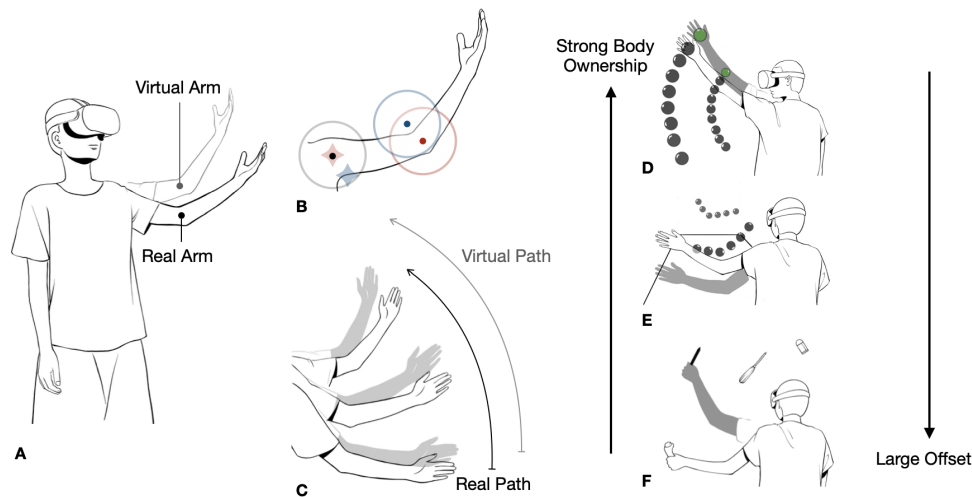 Virtual Arm
Real Arm
A
B
Virtual Path
C
Real Path
Strong Body
Ownership
D
E
F
Large Offset